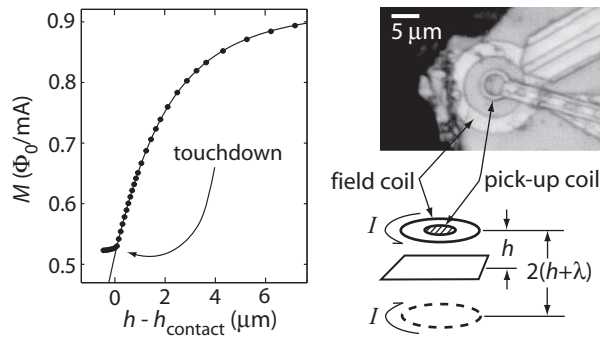 0.9
0.8
0.7
0.6
0.5
M (Φ₀/mA)
touchdown
0 2 4 6
h - h_contact (μm)
5 μm
field coil
pick-up coil
I
h
2(h+λ)
I